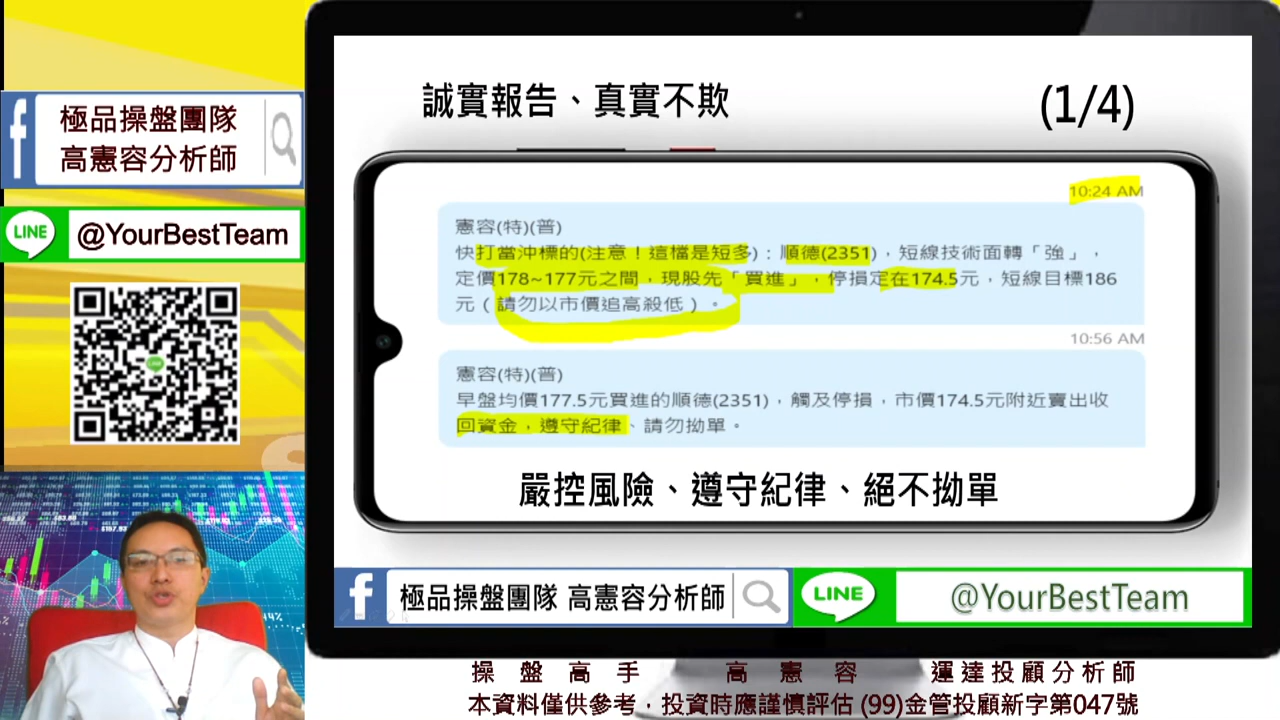 極品操盤團隊
高憲容分析師
LINE
@YourBestTeam
LINE
誠實報告、真實不欺
(1/4)
10:24 AM
憲容(特)(普)
快打當沖標的(注意！這檔是短多)：順德(2351)，短線技術面轉「強」，
定價178~177元之間，現股先「買進」，停損定在174.5元，短線目標186
元（請勿以市價追高殺低）。
10:56 AM
憲容(特)(普)
早盤均價177.5元買進的順德(2351)，觸及停損，市價174.5元附近賣出收
回資金，遵守紀律、請勿拗單。
嚴控風險、遵守紀律、絕不拗單
極品操盤團隊 高憲容分析師
LINE
@YourBestTeam
操盤高手 高憲容 運達投顧分析師
本資料僅供參考，投資時應謹慎評估 (99)金管投顧新字第047號